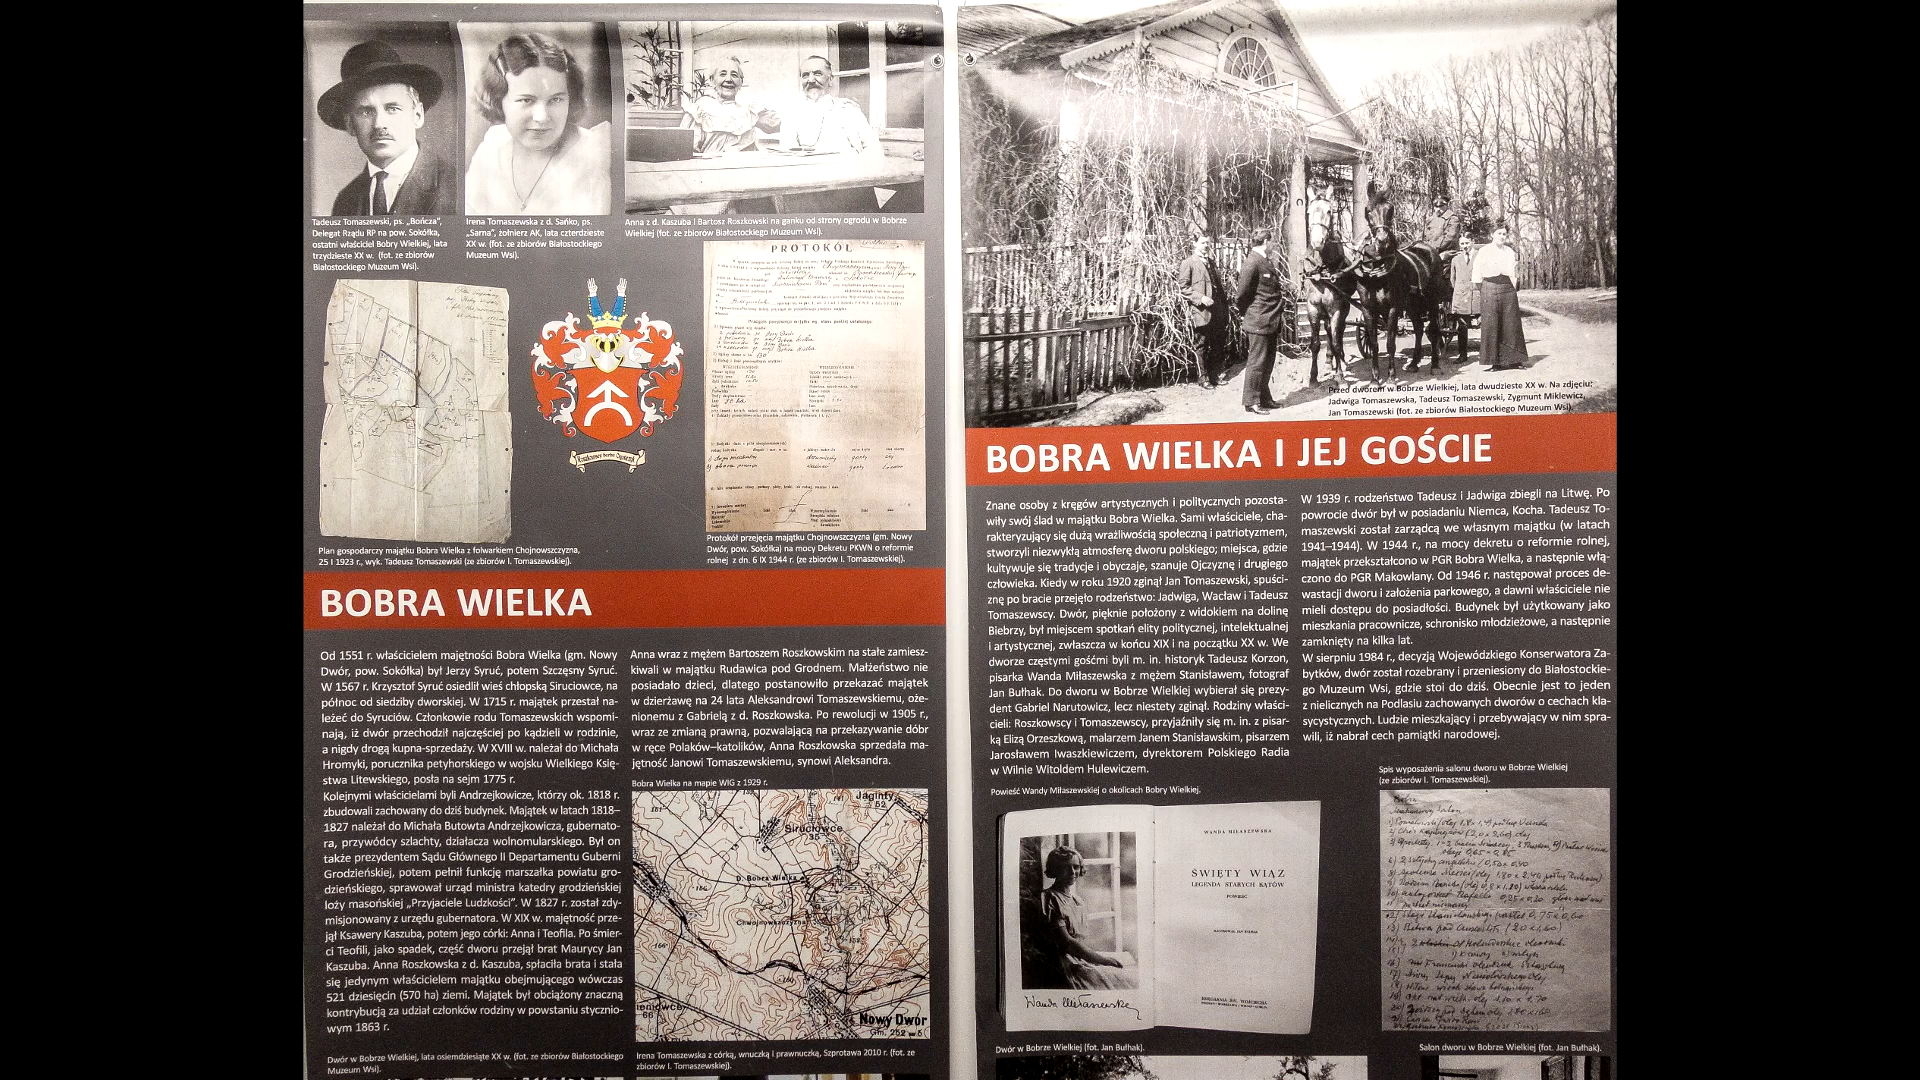 Tadeusz Tomaszewski, ps. „Bończa”,
Delegat Rządu RP na pow. Sokółka,
ostatni właściciel Bobry Wielkiej, lata
trzydzieste XX w. (fot. ze zbiorów
Białostockiego Muzeum Wsi).
Irena Tomaszewska z d. Sańko, ps.
„Sarna”, żołnierz AK, lata czterdzieste
XX w. (fot. ze zbiorów Białostockiego
Muzeum Wsi).
Anna z d. Kaszuba i Bartosz Roszkowski na ganku od strony ogrodu w Bobrze
Wielkiej (fot. ze zbiorów Białostockiego Muzeum Wsi).
PROTOKÓŁ
Plan gospodarczy majątku Bobra Wielka z folwarkiem Chojnowszczyzna,
25 I 1923 r., wyk. Tadeusz Tomaszewski (ze zbiorów I. Tomaszewskiej).
Protokół przejęcia majątku Chojnowszczyzna (gm. Nowy
Dwór, pow. Sokółka) na mocy Dekretu PKWN o reformie
rolnej z dn. 6 IX 1944 r. (ze zbiorów I. Tomaszewskiej).
BOBRA WIELKA
Od 1551 r. właścicielem majętności Bobra Wielka (gm. Nowy
Dwór, pow. Sokółka) był Jerzy Syruć, potem Szczęsny Syruć.
W 1567 r. Krzysztof Syruć osiedlił wieś chłopską Siruciowce, na
północ od siedziby dworskiej. W 1715 r. majątek przestał na-
leżeć do Syruciów. Członkowie rodu Tomaszewskich wspomi-
nają, iż dwór przechodził najczęściej po kądzieli w rodzinie,
a nigdy drogą kupna-sprzedaży. W XVIII w. należał do Michała
Hromyki, porucznika petyhorskiego w wojsku Wielkiego Księ-
stwa Litewskiego, posła na sejm 1775 r.
Kolejnymi właścicielami byli Andrzejkowicze, którzy ok. 1818 r.
zbudowali zachowany do dziś budynek. Majątek w latach 1818–
1827 należał do Michała Butowta Andrzejkowicza, gubernato-
ra, przywódcy szlachty, działacza wolnomularskiego. Był on
także prezydentem Sądu Głównego II Departamentu Guberni
Grodzieńskiej, potem pełnił funkcję marszałka powiatu gro-
dzieńskiego, sprawował urząd ministra katedry grodzieńskiej
loży masońskiej „Przyjaciele Ludzkości”. W 1827 r. został zdy-
misjonowany z urzędu gubernatora. W XIX w. majętność prze-
jął Ksawery Kaszuba, potem jego córki: Anna i Teofila. Po śmier-
ci Teofili, jako spadek, część dworu przejął brat Maurycy Jan
Kaszuba. Anna Roszkowska z d. Kaszuba, spłaciła brata i stała
się jedynym właścicielem majątku obejmującego wówczas
521 dziesięcin (570 ha) ziemi. Majątek był obciążony znaczną
kontrybucją za udział członków rodziny w powstaniu stycznio-
wym 1863 r.
Dwór w Bobrze Wielkiej, lata osiemdziesiąte XX w. (fot. ze zbiorów Białostockiego
Muzeum Wsi).
Anna wraz z mężem Bartoszem Roszkowskim na stałe zamiesz-
kiwali w majątku Rudawica pod Grodnem. Małżeństwo nie
posiadało dzieci, dlatego postanowiło przekazać majątek
w dzierżawę na 24 lata Aleksandrowi Tomaszewskiemu, oże-
nionemu z Gabrielą z d. Roszkowska. Po rewolucji w 1905 r.,
wraz ze zmianą prawną, pozwalającą na przekazywanie dóbr
w ręce Polaków–katolików, Anna Roszkowska sprzedała ma-
jętność Janowi Tomaszewskiemu, synowi Aleksandra.
Bobra Wielka na mapie WIG z 1929 r.
Jaginty
52
Siruciowce
35
D. Bobra Wielka
Chojnowszczyzna
66
Nowy Dwór
Gm. 252
Irena Tomaszewska z córką, wnuczką i prawnuczką, Szprotawa 2010 r. (fot. ze
zbiorów I. Tomaszewskiej).
Przed dworem w Bobrze Wielkiej, lata dwudzieste XX w. Na zdjęciu:
Jadwiga Tomaszewska, Tadeusz Tomaszewski, Zygmunt Miklewicz,
Jan Tomaszewski (fot. ze zbiorów Białostockiego Muzeum Wsi).
BOBRA WIELKA I JEJ GOŚCIE
Znane osoby z kręgów artystycznych i politycznych pozosta-
wiły swój ślad w majątku Bobra Wielka. Sami właściciele, cha-
rakteryzujący się dużą wrażliwością społeczną i patriotyzmem,
stworzyli niezwykłą atmosferę dworu polskiego; miejsca, gdzie
kultywuje się tradycje i obyczaje, szanuje Ojczyznę i drugiego
człowieka. Kiedy w roku 1920 zginął Jan Tomaszewski, spuści-
znę po bracie przejęło rodzeństwo: Jadwiga, Wacław i Tadeusz
Tomaszewscy. Dwór, pięknie położony z widokiem na dolinę
Biebrzy, był miejscem spotkań elity politycznej, intelektualnej
i artystycznej, zwłaszcza w końcu XIX i na początku XX w. We
dworze częstymi gośćmi byli m. in. historyk Tadeusz Korzon,
pisarka Wanda Miłaszewska z mężem Stanisławem, fotograf
Jan Bułhak. Do dworu w Bobrze Wielkiej wybierał się prezy-
dent Gabriel Narutowicz, lecz niestety zginął. Rodziny właści-
cieli: Roszkowscy i Tomaszewscy, przyjaźniły się m. in. z pisar-
ką Elizą Orzeszkową, malarzem Janem Stanisławskim, pisarzem
Jarosławem Iwaszkiewiczem, dyrektorem Polskiego Radia
w Wilnie Witoldem Hulewiczem.
Powieść Wandy Miłaszewskiej o okolicach Bobry Wielkiej.
WANDA MIŁASZEWSKA
ŚWIĘTY WIĄZ
LEGENDA STARYCH KĄTÓW
POWIEŚĆ
Wanda Miłaszewska
Dwór w Bobrze Wielkiej (fot. Jan Bułhak).
W 1939 r. rodzeństwo Tadeusz i Jadwiga zbiegli na Litwę. Po
powrocie dwór był w posiadaniu Niemca, Kocha. Tadeusz To-
maszewski został zarządcą we własnym majątku (w latach
1941–1944). W 1944 r., na mocy dekretu o reformie rolnej,
majątek przekształcono w PGR Bobra Wielka, a następnie włą-
czono do PGR Makowlany. Od 1946 r. następował proces de-
wastacji dworu i założenia parkowego, a dawni właściciele nie
mieli dostępu do posiadłości. Budynek był użytkowany jako
mieszkania pracownicze, schronisko młodzieżowe, a następnie
zamknięty na kilka lat.
W sierpniu 1984 r., decyzją Wojewódzkiego Konserwatora Za-
bytków, dwór został rozebrany i przeniesiony do Białostockie-
go Muzeum Wsi, gdzie stoi do dziś. Obecnie jest to jeden
z nielicznych na Podlasiu zachowanych dworów o cechach kla-
sycystycznych. Ludzie mieszkający i przebywający w nim spra-
wili, iż nabrał cech pamiątki narodowej.
Spis wyposażenia salonu dworu w Bobrze Wielkiej
(ze zbiorów I. Tomaszewskiej).
Salon dworu w Bobrze Wielkiej (fot. Jan Bułhak).